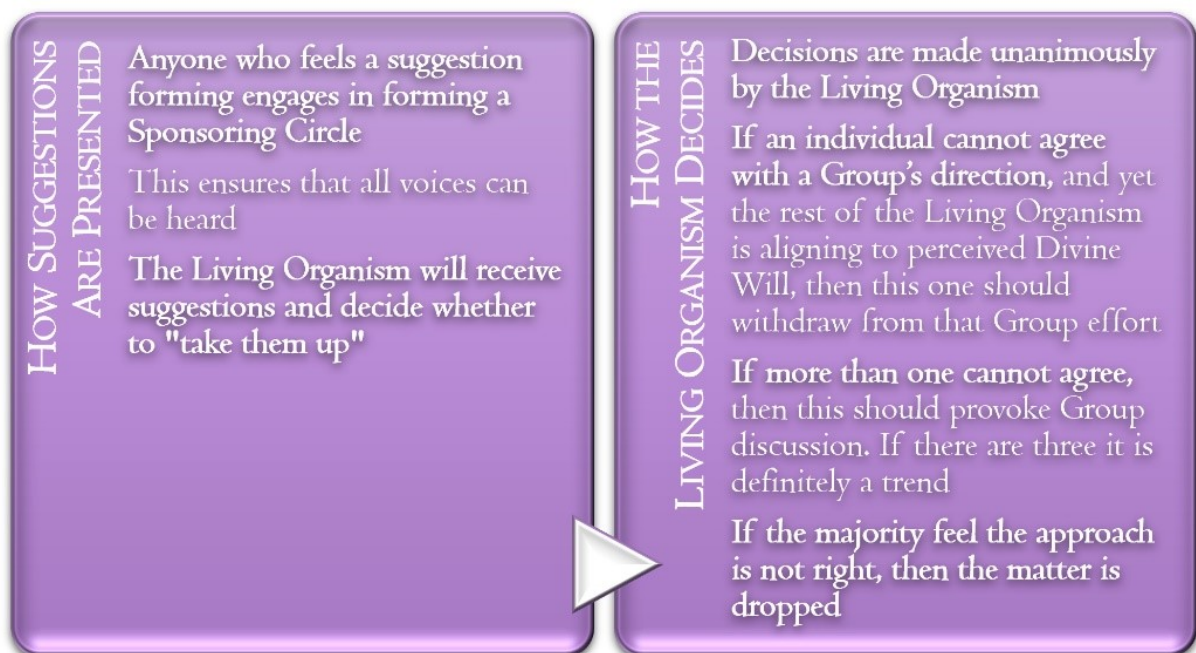 HOW SUGGESTIONS
ARE PRESENTED
Anyone who feels a suggestion
forming engages in forming a
Sponsoring Circle
This ensures that all voices can
be heard
The Living Organism will receive
suggestions and decide whether
to "take them up"
HOW THE
LIVING ORGANISM DECIDES
Decisions are made unanimously
by the Living Organism
If an individual cannot agree
with a Group's direction, and yet
the rest of the Living Organism
is aligning to perceived Divine
Will, then this one should
withdraw from that Group effort
If more than one cannot agree,
then this should provoke Group
discussion. If there are three it is
definitely a trend
If the majority feel the approach
is not right, then the matter is
dropped